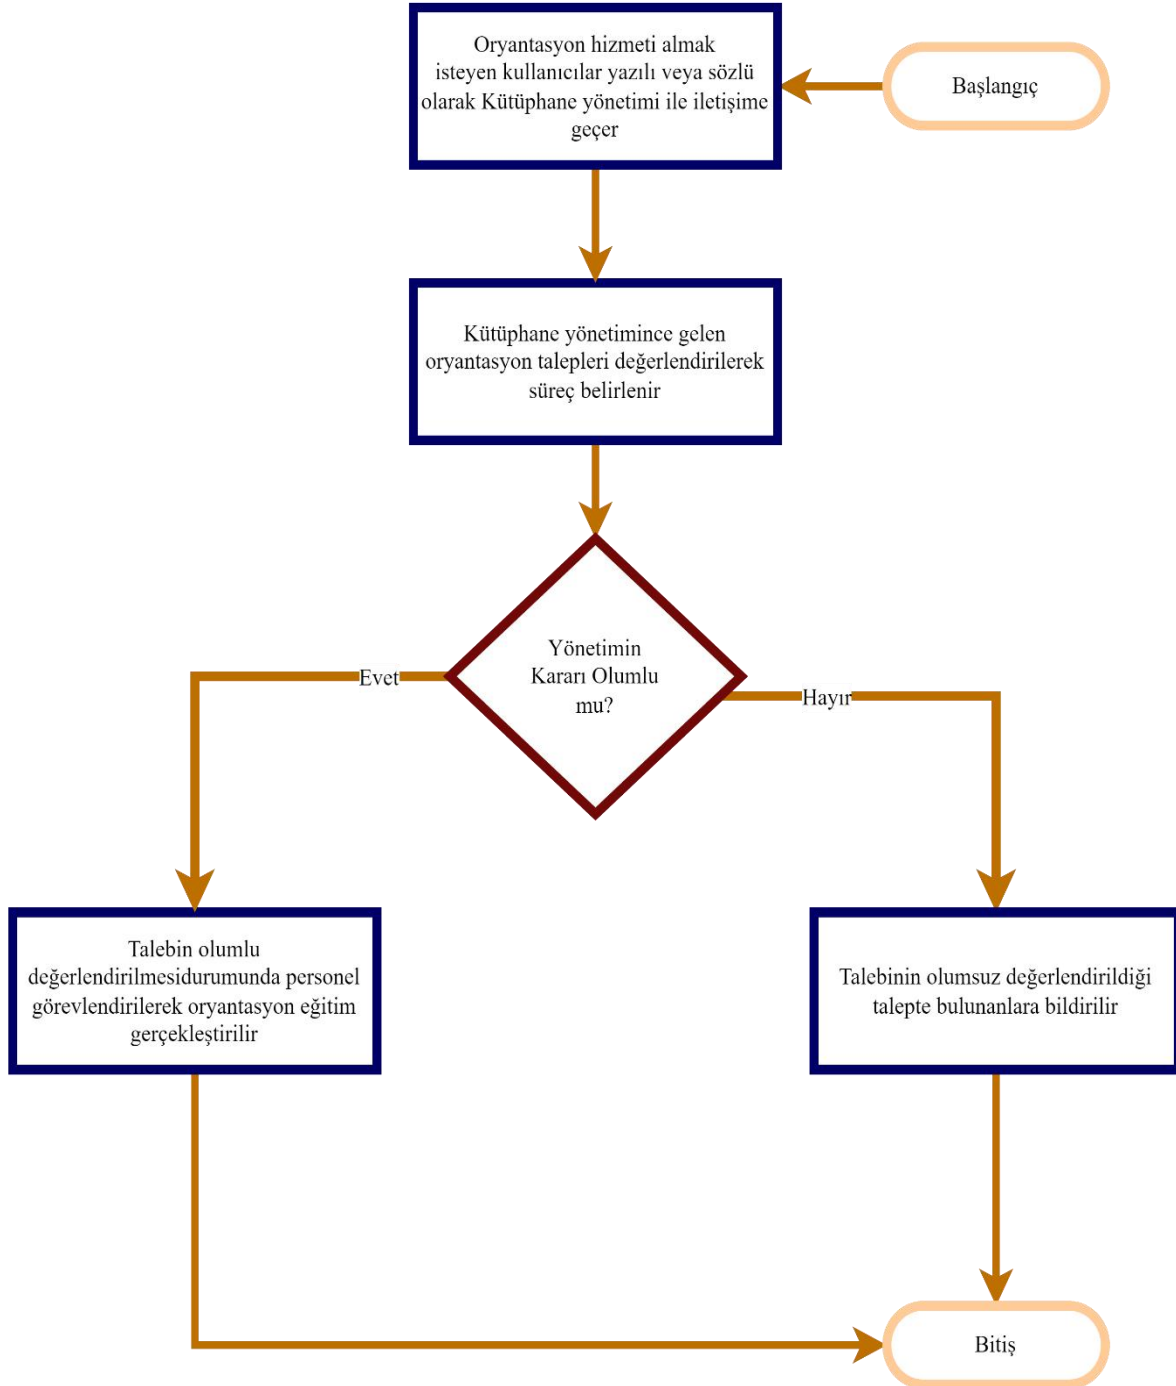 Başlangıç
Oryantasyon hizmeti almak
isteyen kullanıcılar yazılı veya sözlü
olarak Kütüphane yönetimi ile iletişime
geçer
Kütüphane yönetimince gelen
oryantasyon talepleri değerlendirilerek
süreç belirlenir
Yönetimin
Kararı Olumlu
mu?
Evet
Hayır
Talebin olumlu
değerlendirilmesidurumunda personel
görevlendirilerek oryantasyon eğitim
gerçekleştirilir
Talebinin olumsuz değerlendirildiği
talepte bulunanlara bildirilir
Bitiş